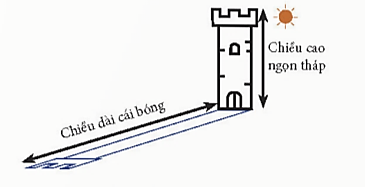 Chiều cao
ngọn tháp
Chiều dài cái bóng